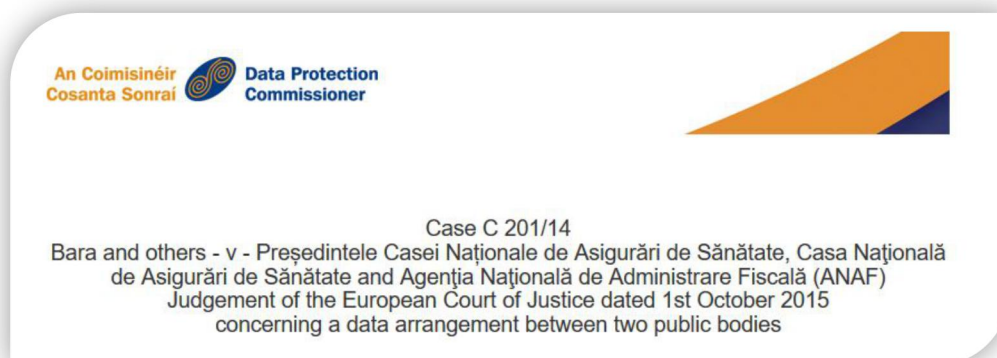 An Coimisinéir
Cosanta Sonraí
Data Protection
Commissioner
Case C 201/14
Bara and others - v - Președintele Casei Naționale de Asigurări de Sănătate, Casa Naţională
de Asigurări de Sănătate and Agenţia Naţională de Administrare Fiscală (ANAF)
Judgement of the European Court of Justice dated 1st October 2015
concerning a data arrangement between two public bodies